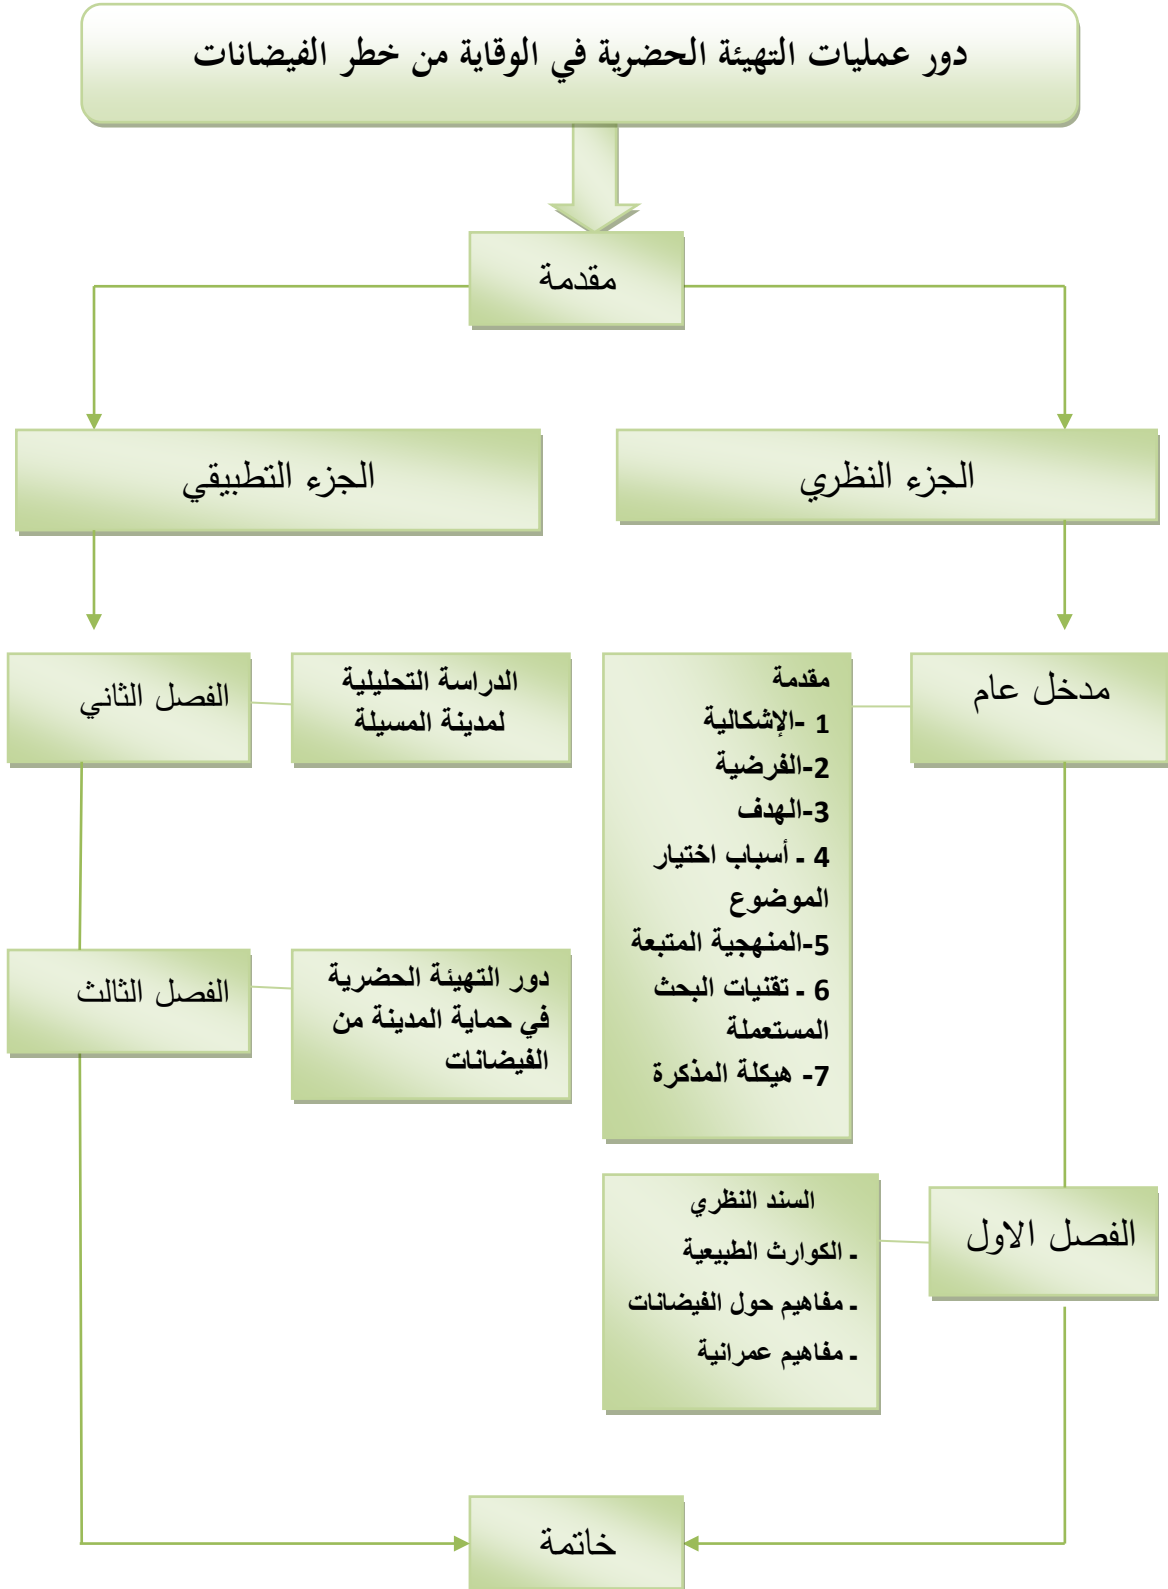 دور عمليات التهيئة الحضرية في الوقاية من خطر الفيضانات
مقدمة
الجزء النظري
الجزء التطبيقي
مدخل عام
مقدمة
1 -الإشكالية
2-الفرضية
3-الهدف
4 ـ أسباب اختيار
الموضوع
5-المنهجية المتبعة
6 ـ تقنيات البحث
المستعملة
7- هيكلة المذكرة
الفصل الاول
السند النظري
ـ الكوارث الطبيعية
ـ مفاهيم حول الفيضانات
ـ مفاهيم عمرانية
الفصل الثاني
الدراسة التحليلية
لمدينة المسيلة
الفصل الثالث
دور التهيئة الحضرية
في حماية المدينة من
الفيضانات
خاتمة